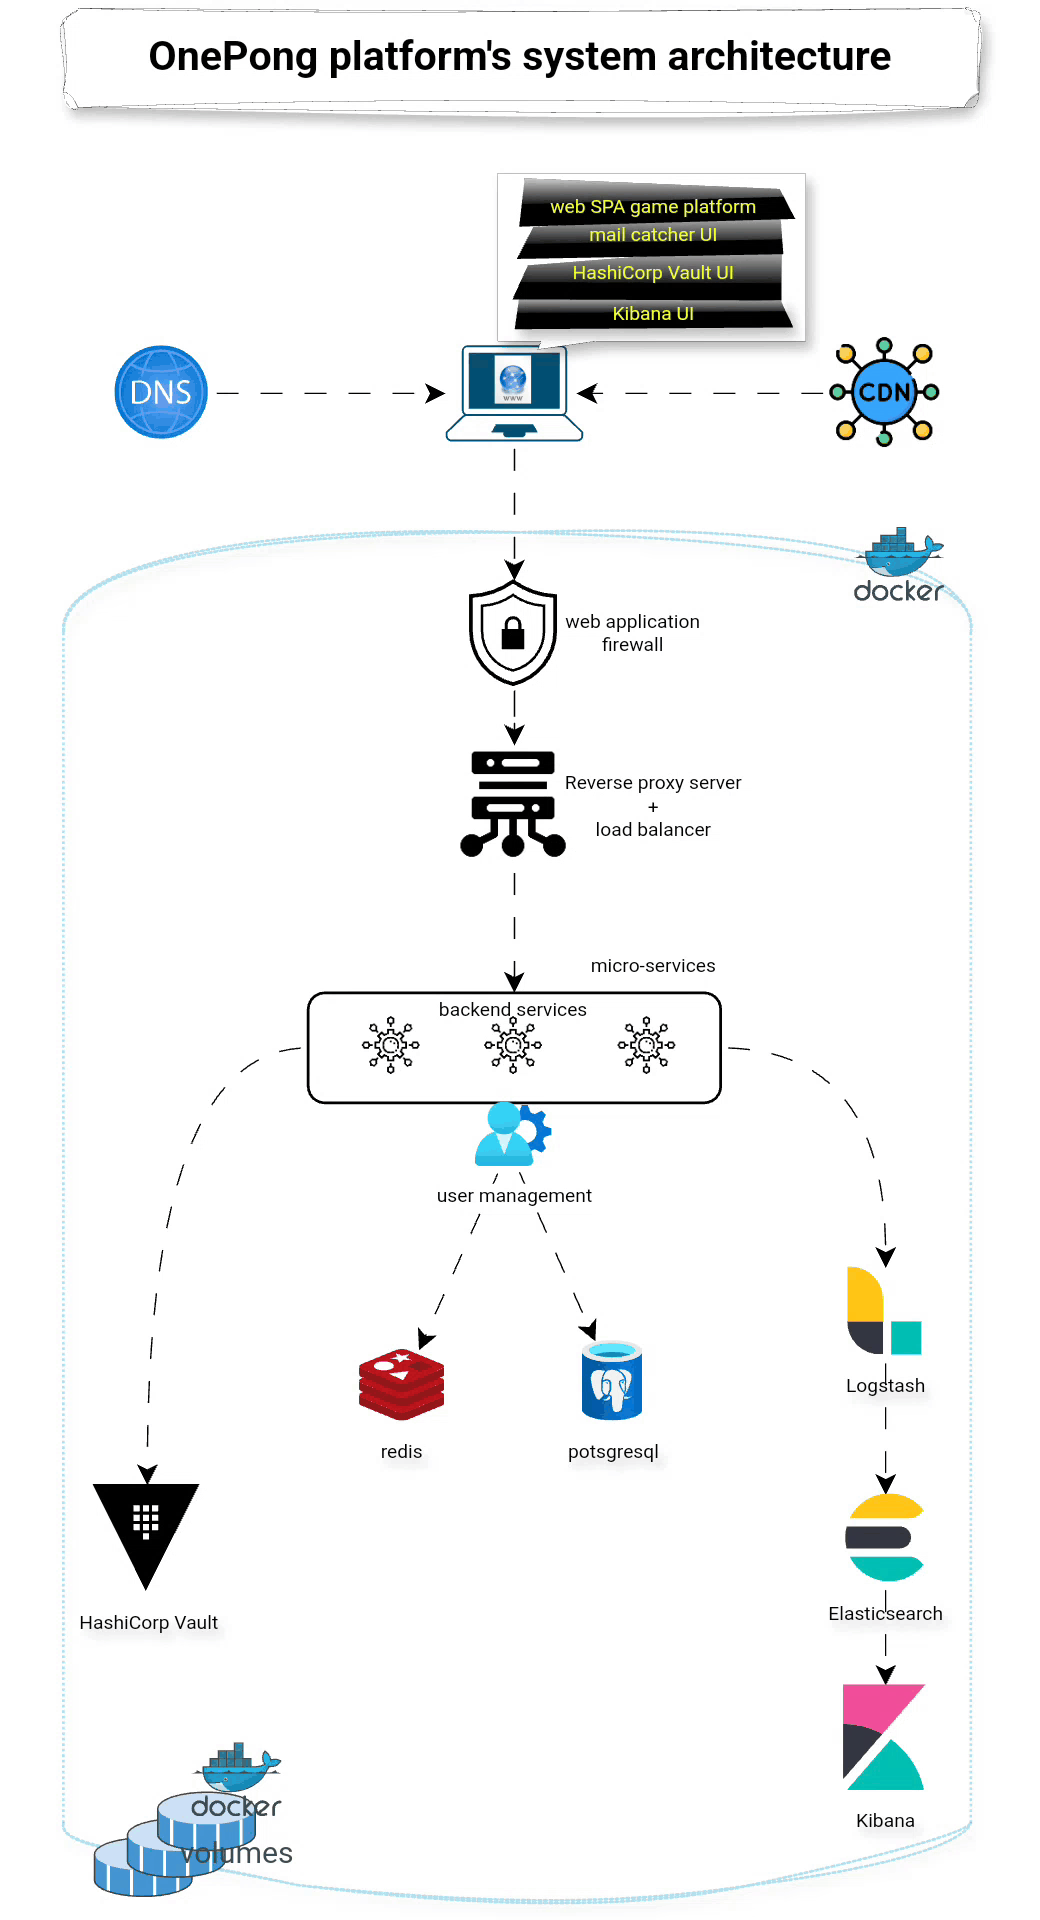 OnePong platform's system architecture
web SPA game platform
mail catcher UI
HashiCorp Vault UI
Kibana UI
DNS
www
CDN
docker
web application
firewall
Reverse proxy server
+
load balancer
micro-services
backend services
user management
Logstash
redis
potsgresql
HashiCorp Vault
Elasticsearch
docker
volumes
Kibana